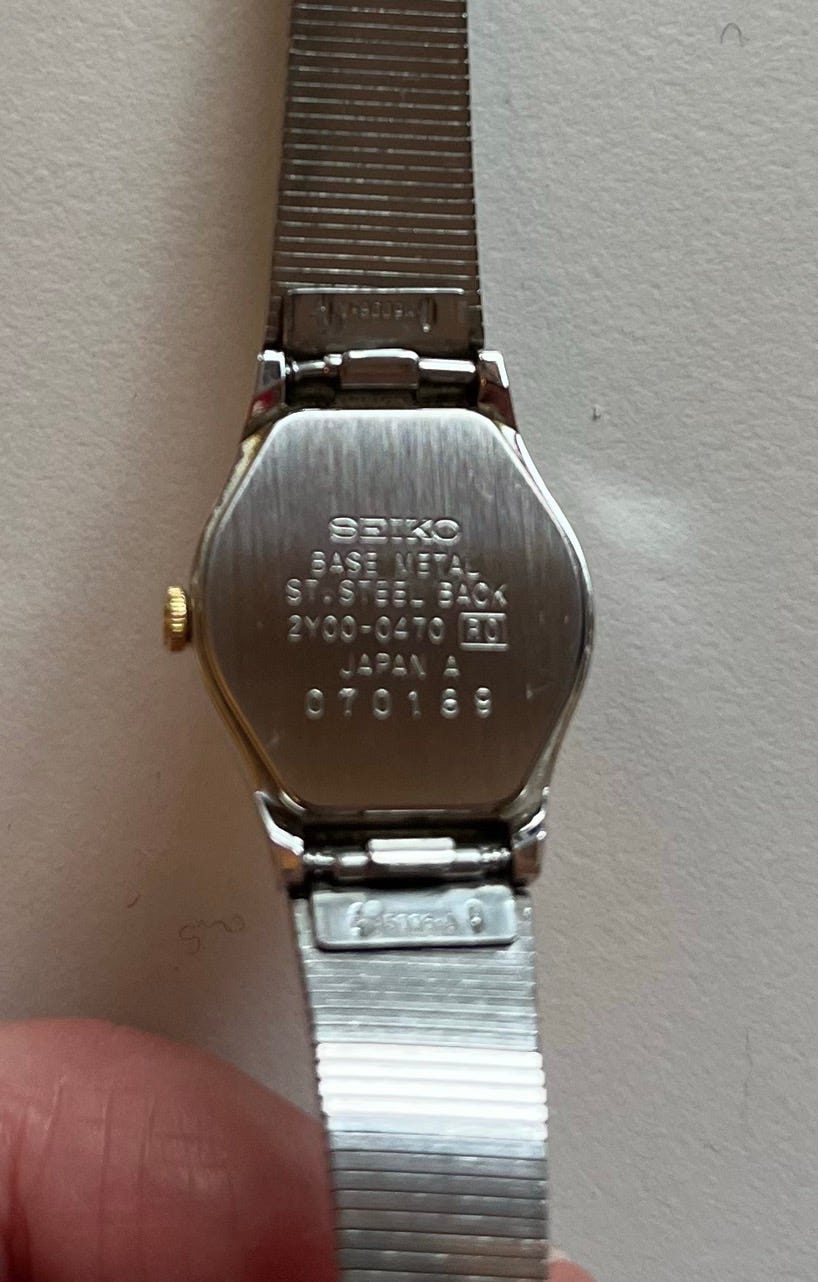 SEIKO
BASE METAL
ST. STEEL BACK
2Y00-0470 R0
JAPAN A
070189